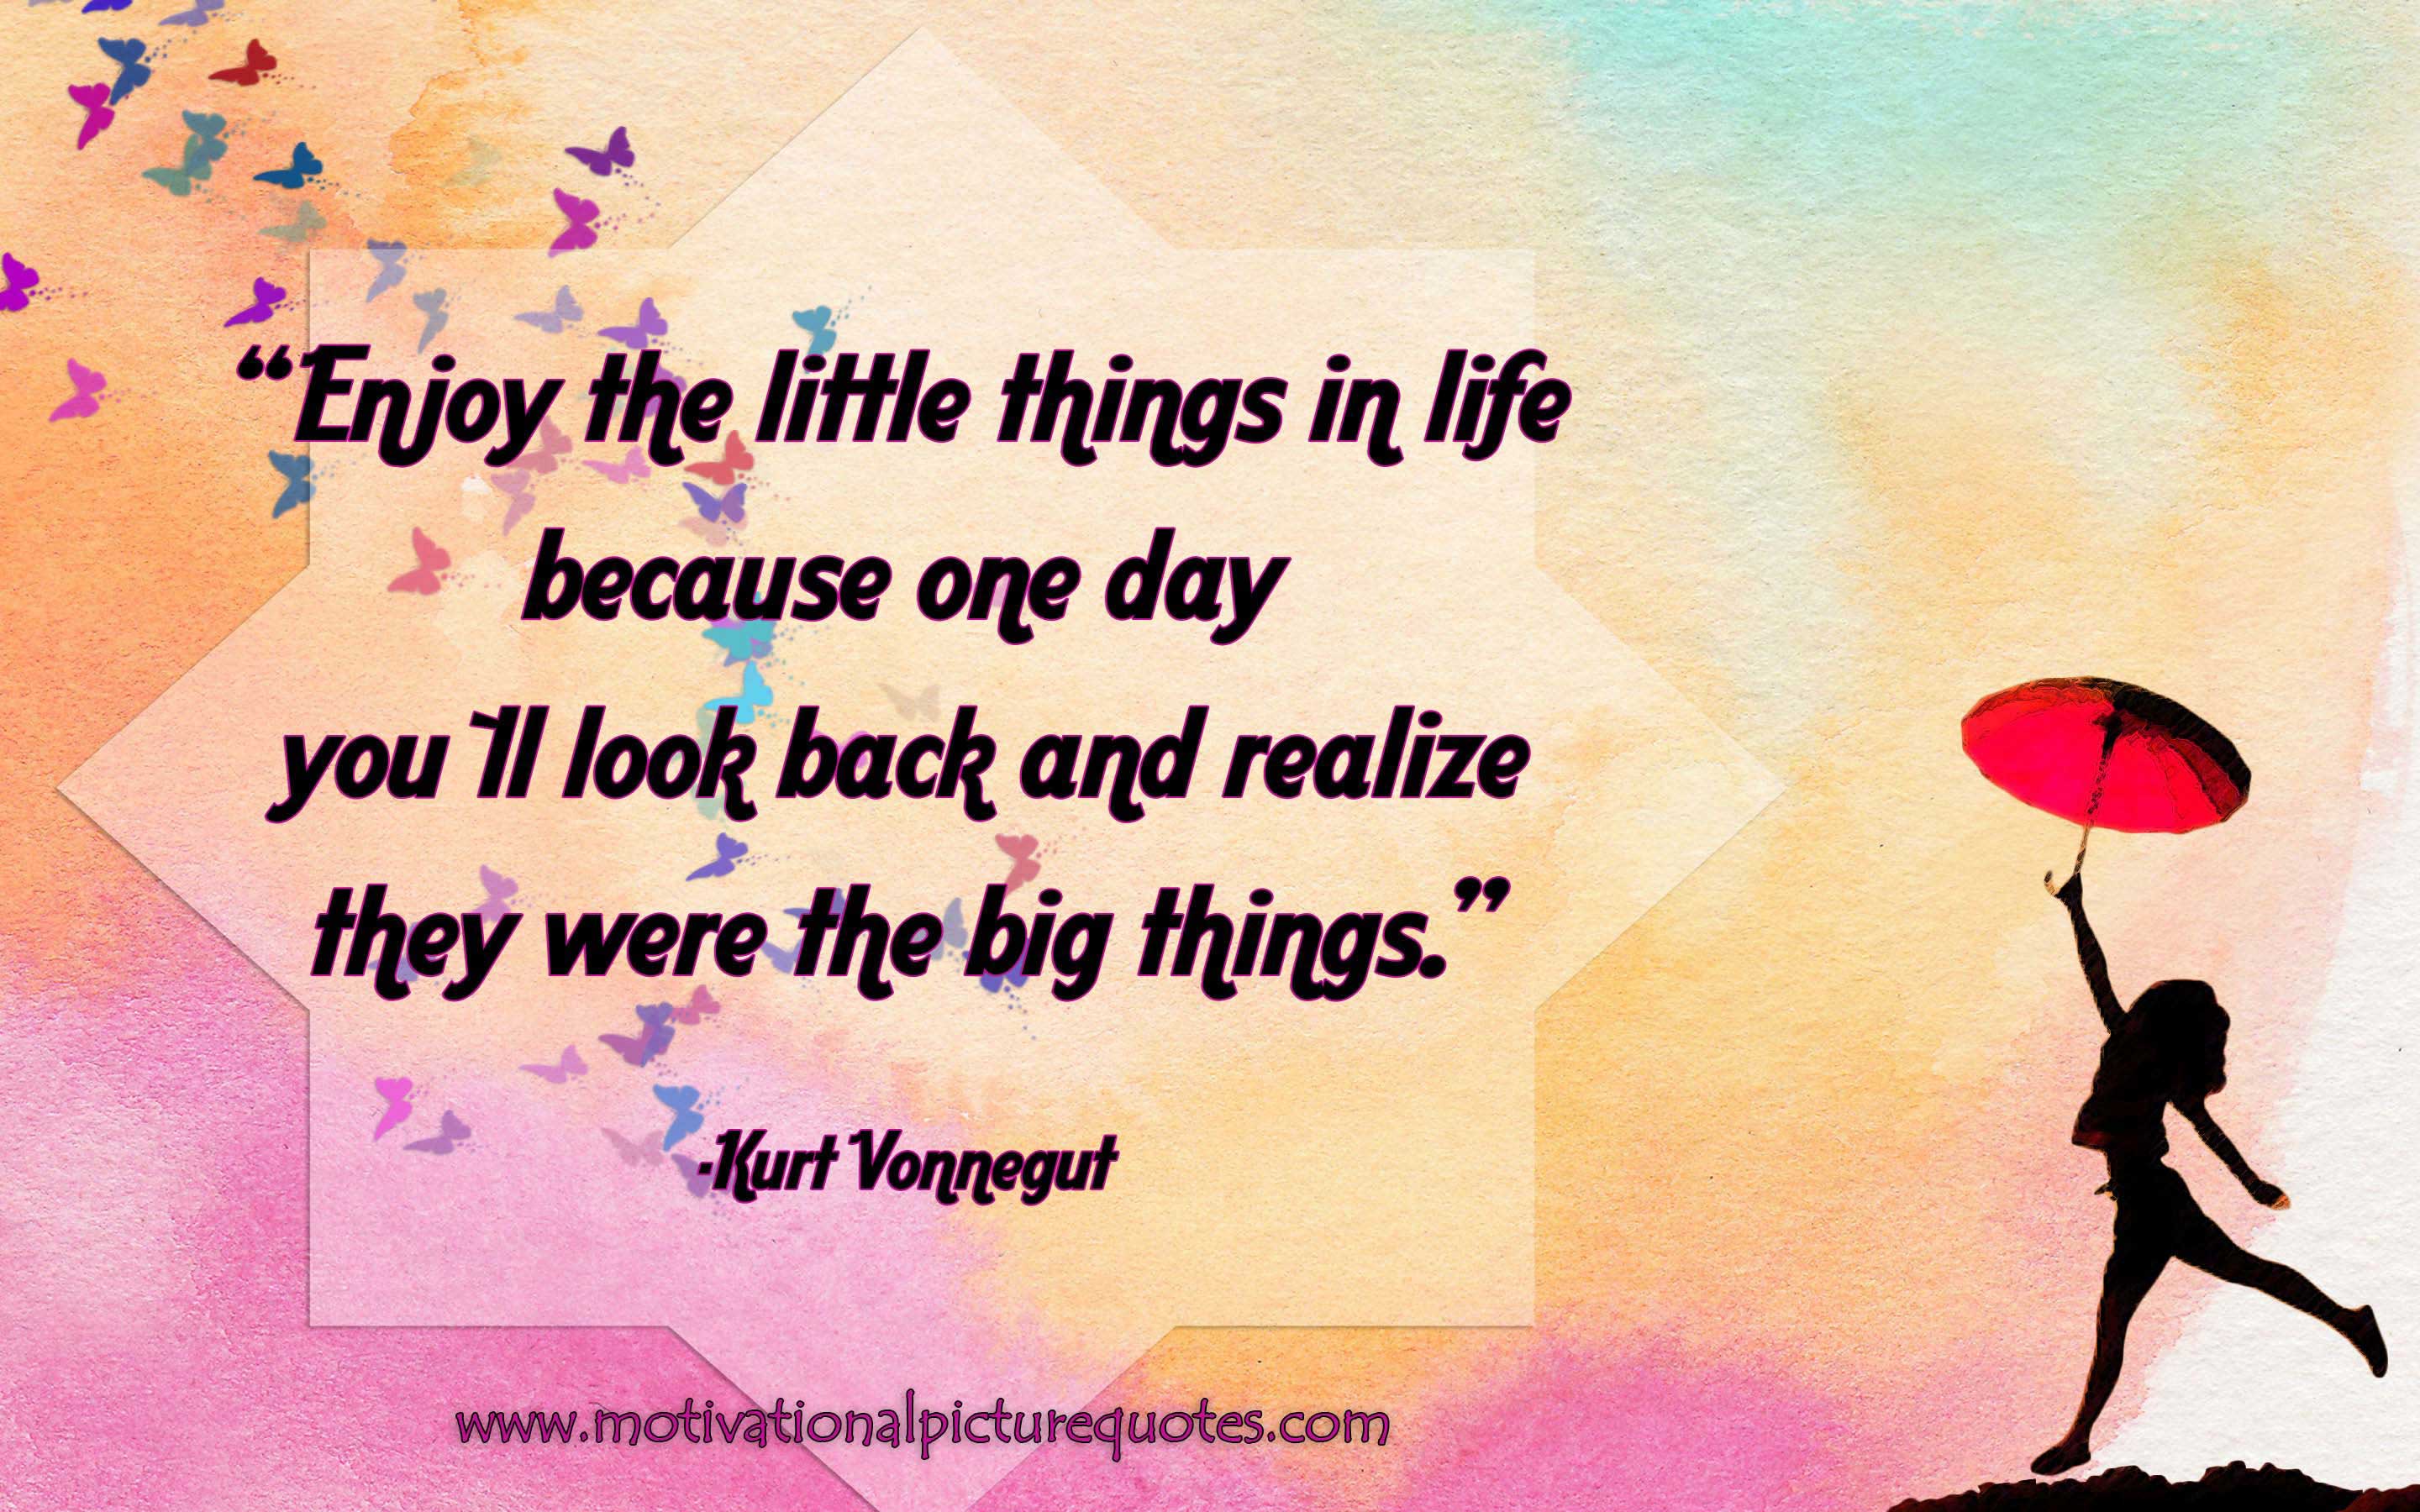 “Enjoy the little things in life
because one day
you'll look back and realize
they were the big things.”
-Kurt Vonnegut
www.motivationalpicturequotes.com